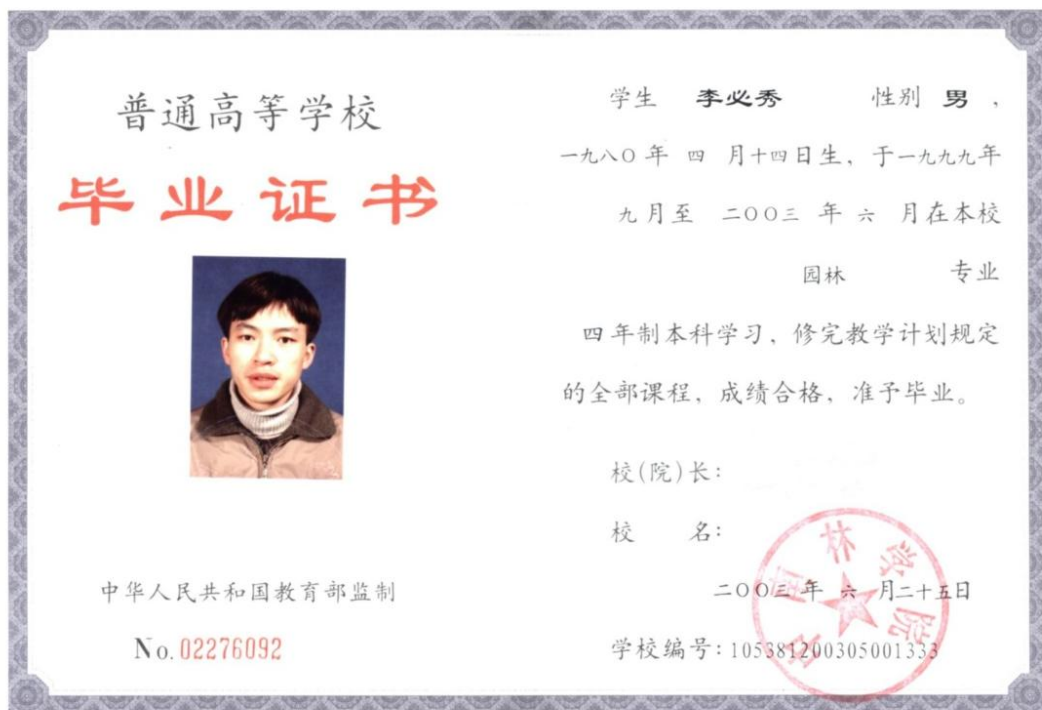 普通高等学校
毕业证书
中华人民共和国教育部监制
No. 02276092
学生 李必秀 性别 男 ，
一九八〇年 四 月十四日生，于一九九九年
九月至 二〇〇三 年 六 月在本校
园林 专业
四年制本科学习，修完教学计划规定
的全部课程，成绩合格，准予毕业。
校(院)长：
校 名：
中南林学院
二〇〇三年 六 月二十五日
学校编号：105381200305001333